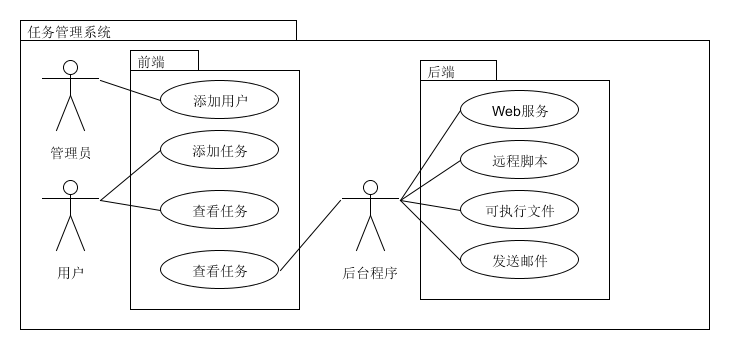 任务管理系统
前端
后端
添加用户
Web服务
管理员
添加任务
远程脚本
查看任务
可执行文件
用户
查看任务
后台程序
发送邮件